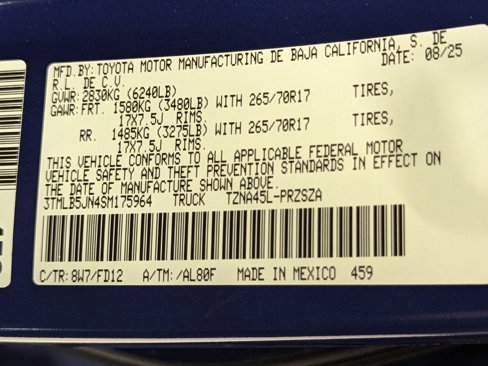 MFD.BY:TOYOTA MOTOR MANUFACTURING DE BAJA CALIFORNIA, S. DE
R.L. DE C.V. DATE: 08/25
GVWR:2830KG (6240LB)
GAWR:FRT. 1580KG (3480LB) WITH 265/70R17 TIRES,
17X7.5J RIMS.
RR. 1485KG (3275LB) WITH 265/70R17 TIRES,
17X7.5J RIMS.
THIS VEHICLE CONFORMS TO ALL APPLICABLE FEDERAL MOTOR
VEHICLE SAFETY AND THEFT PREVENTION STANDARDS IN EFFECT ON
THE DATE OF MANUFACTURE SHOWN ABOVE.
3TMLB5JN4SM175964 TRUCK TZNA45L-PRZSZA
C/TR:8W7/FD12 A/TM:/AL80F MADE IN MEXICO 459